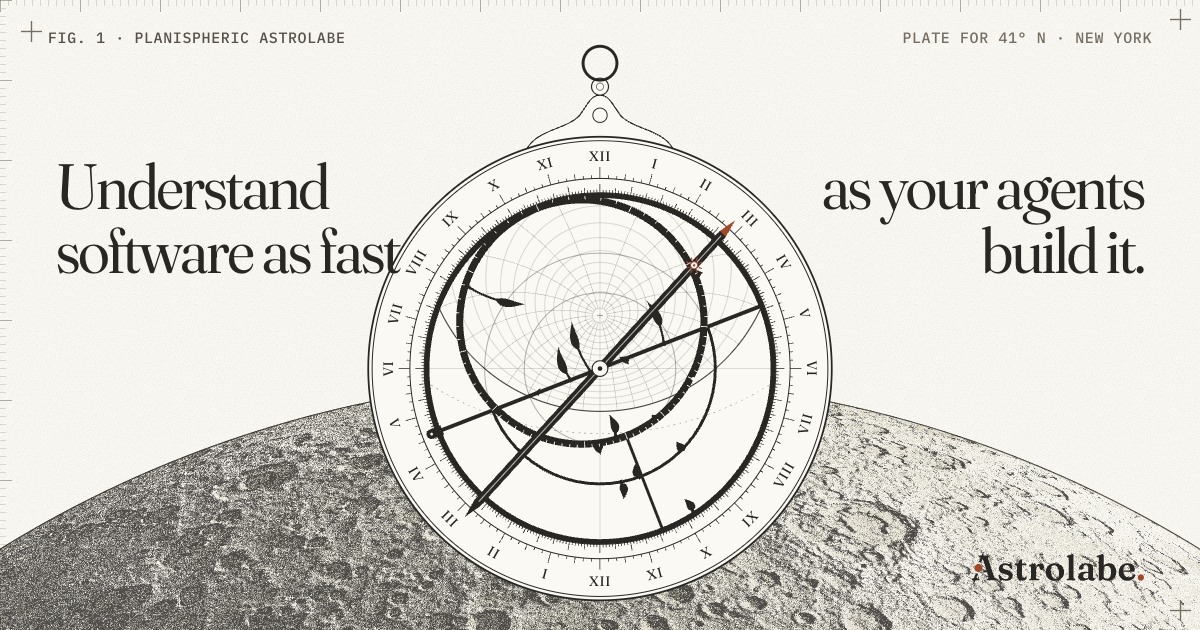 FIG. 1 · PLANISPHERIC ASTROLABE
PLATE FOR 41° N · NEW YORK
Understand
software as fast
as your agents
build it.
XII
I
II
III
IV
V
VI
VII
VIII
IX
X
XI
XII
I
II
III
IV
V
VI
VII
VIII
IX
X
XI
Astrolabe.